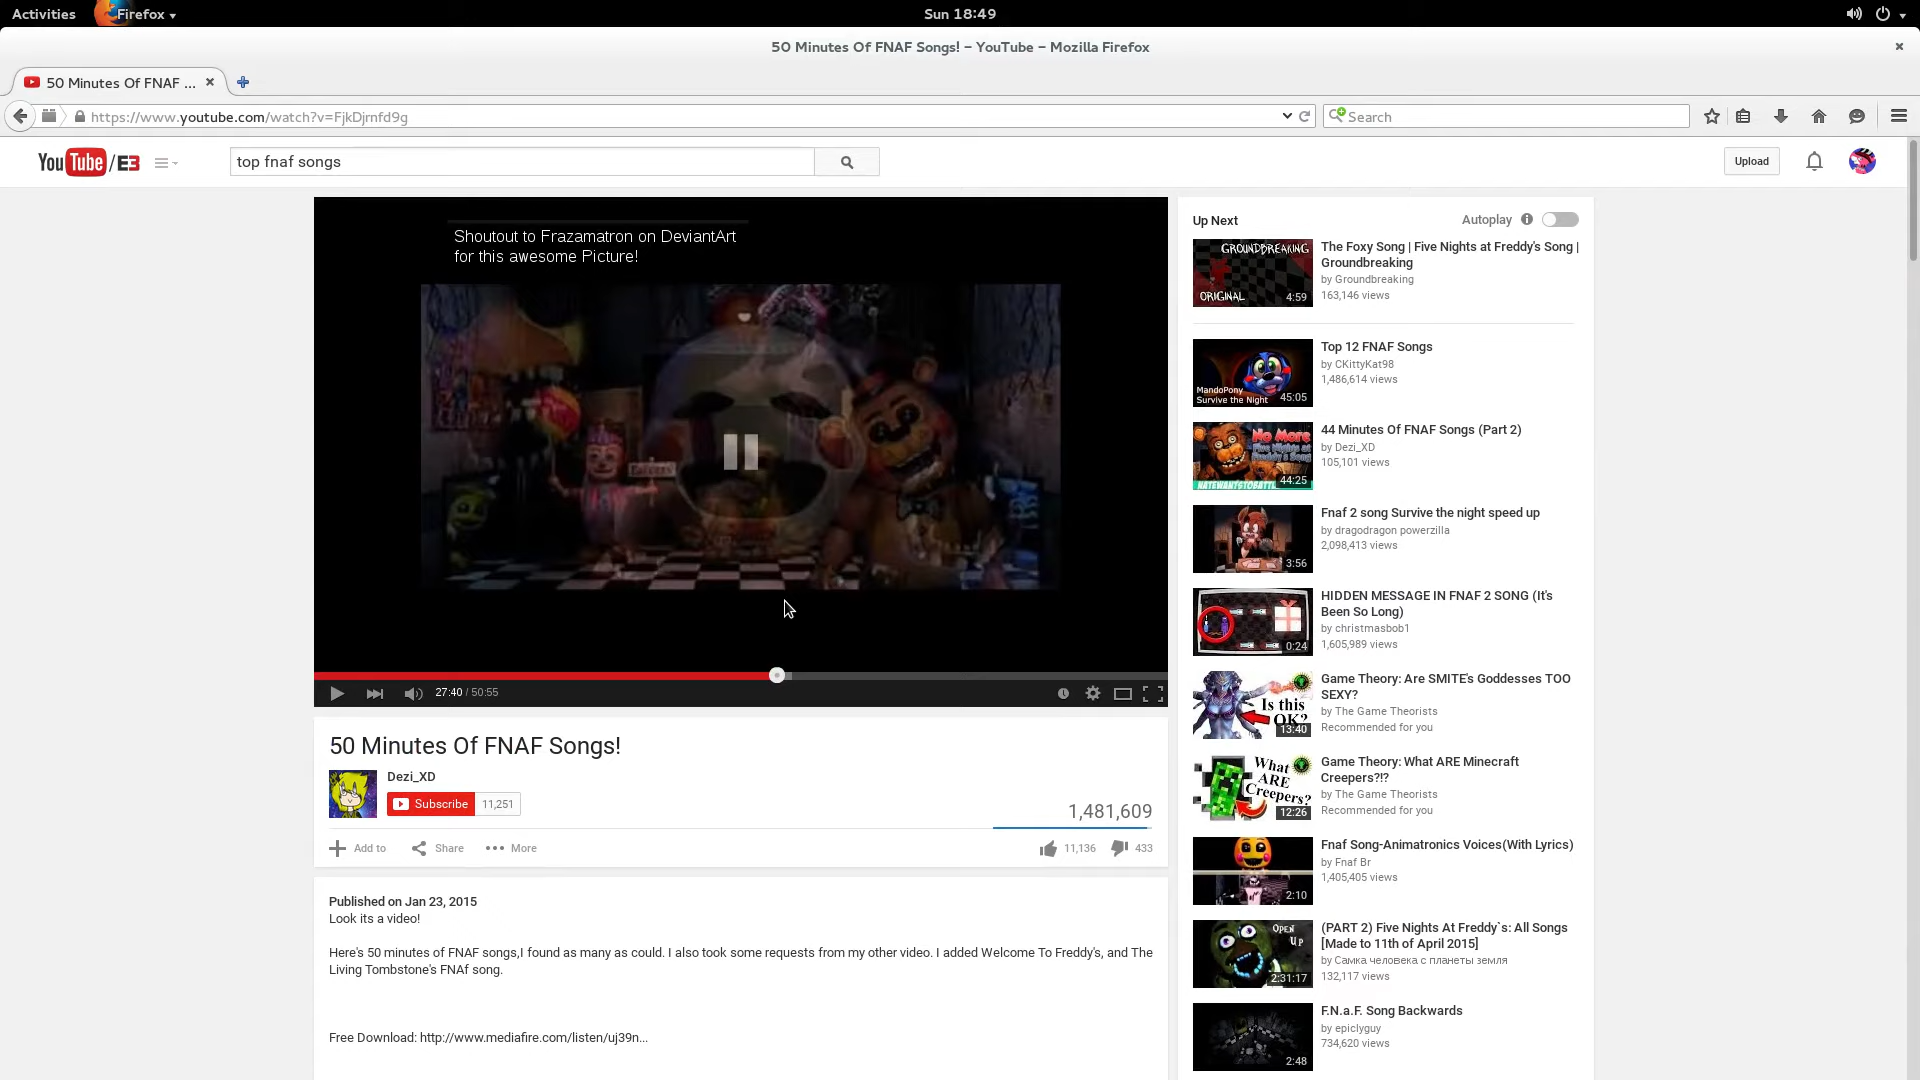 Activities
Firefox
Sun 18:49
50 Minutes Of FNAF Songs! – YouTube – Mozilla Firefox
50 Minutes Of FNAF ...
https://www.youtube.com/watch?v=FjkDjrnfd9g
Search
YouTube /E3
top fnaf songs
Upload
Shoutout to Frazamatron on DeviantArt
for this awesome Picture!
27:40 / 50:55
50 Minutes Of FNAF Songs!
Dezi_XD
Subscribe 11,251
1,481,609
Add to
Share
More
11,136
433
Published on Jan 23, 2015
Look its a video!
Here's 50 minutes of FNAF songs,I found as many as could. I also took some requests from my other video. I added Welcome To Freddy's, and The
Living Tombstone's FNAf song.
Free Download: http://www.mediafire.com/listen/uj39n...
Up Next
Autoplay
GROUNDBREAKING
ORIGINAL
4:59
The Foxy Song | Five Nights at Freddy's Song |
Groundbreaking
by Groundbreaking
163,146 views
MandoPony
Survive the Night
45:05
Top 12 FNAF Songs
by CKittyKat98
1,486,614 views
No More
Five Nights at
Freddy's Song
NATEWANTSTOBATTLE
44:25
44 Minutes Of FNAF Songs (Part 2)
by Dezi_XD
105,101 views
3:56
Fnaf 2 song Survive the night speed up
by dragodragon powerzilla
2,098,413 views
0:24
HIDDEN MESSAGE IN FNAF 2 SONG (It's
Been So Long)
by christmasbob1
1,605,989 views
Is this
OK?
13:40
Game Theory: Are SMITE's Goddesses TOO
SEXY?
by The Game Theorists
Recommended for you
What
ARE
Creepers?
12:26
Game Theory: What ARE Minecraft
Creepers?!?
by The Game Theorists
Recommended for you
2:10
Fnaf Song-Animatronics Voices(With Lyrics)
by Fnaf Br
1,405,405 views
OPEN
UP
2:31:17
(PART 2) Five Nights At Freddy`s: All Songs
[Made to 11th of April 2015]
by Самка человека с планеты земля
132,117 views
2:48
F.N.a.F. Song Backwards
by epiclyguy
734,620 views